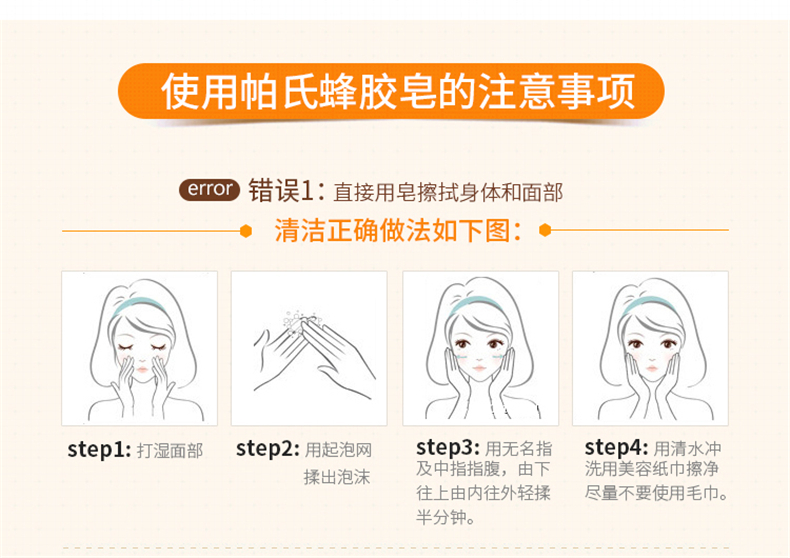 使用帕氏蜂胶皂的注意事项
error 错误1：直接用皂擦拭身体和面部
清洁正确做法如下图：
step1: 打湿面部
step2: 用起泡网
揉出泡沫
step3: 用无名指
及中指指腹，由下
往上由内往外轻揉
半分钟。
step4: 用清水冲
洗用美容纸巾擦净
尽量不要使用毛巾。